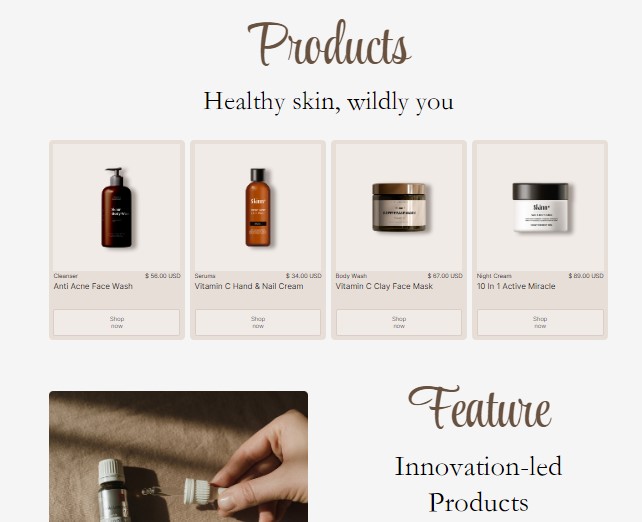 Products
Healthy skin, wildly you
Cleanser
$ 56.00 USD
Anti Acne Face Wash
Shop
now
Serums
$ 34.00 USD
Vitamin C Hand & Nail Cream
Shop
now
Body Wash
$ 67.00 USD
Vitamin C Clay Face Mask
Shop
now
Night Cream
$ 89.00 USD
10 In 1 Active Miracle
Shop
now
Feature
Innovation-led
Products